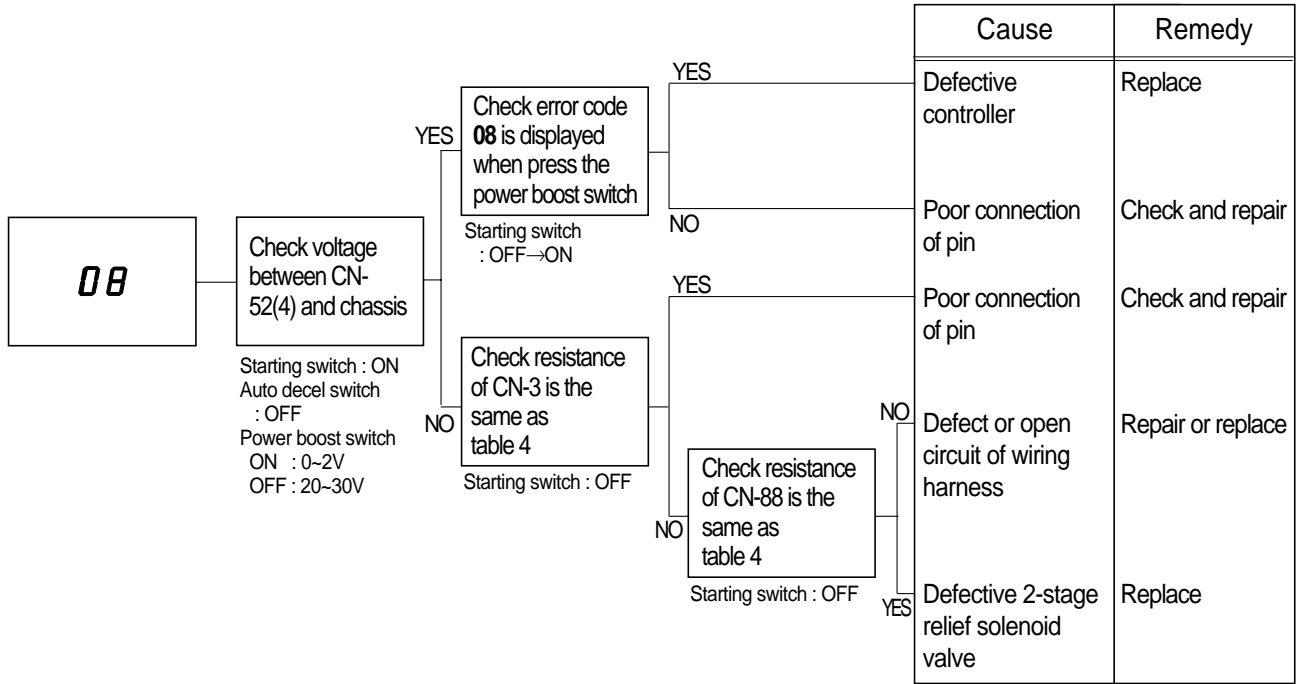 08
Check voltage
between CN-
52(4) and chassis
Starting switch : ON
Auto decel switch
: OFF
Power boost switch
ON : 0~2V
OFF : 20~30V
YES
Check error code
08 is displayed
when press the
power boost switch
Starting switch
: OFF→ON
NO
Check resistance
of CN-3 is the
same as
table 4
Starting switch : OFF
YES
NO
YES
NO
Check resistance
of CN-88 is the
same as
table 4
Starting switch : OFF
NO
YES
Cause Remedy
Defective Replace
controller
Poor connection Check and repair
of pin
Poor connection Check and repair
of pin
Defect or open Repair or replace
circuit of wiring
harness
Defective 2-stage Replace
relief solenoid
valve